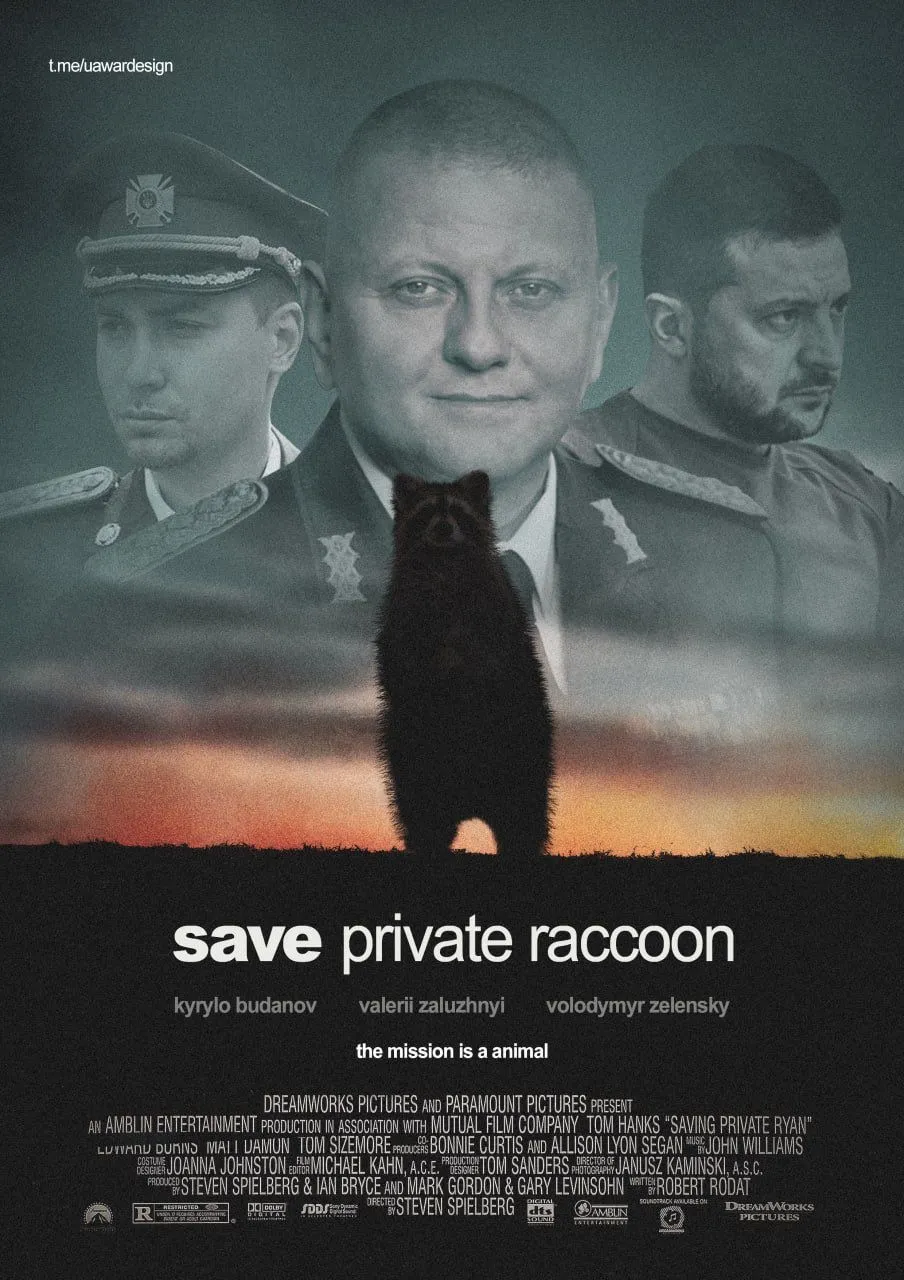 t.me/uawardesign
save private raccoon
kyrylo budanov valerii zaluzhnyi volodymyr zelensky
the mission is a animal
DREAMWORKS PICTURES AND PARAMOUNT PICTURES PRESENT
AN AMBLIN ENTERTAINMENT PRODUCTION IN ASSOCIATION WITH MUTUAL FILM COMPANY TOM HANKS “SAVING PRIVATE RYAN”
EDWARD BURNS MATT DAMON TOM SIZEMORE CO-PRODUCERS BONNIE CURTIS AND ALLISON LYON SEGAN MUSIC BY JOHN WILLIAMS
COSTUME DESIGNER JOANNA JOHNSTON FILM EDITOR MICHAEL KAHN, A.C.E. PRODUCTION DESIGNER TOM SANDERS DIRECTOR OF PHOTOGRAPHY JANUSZ KAMINSKI, A.S.C.
PRODUCED BY STEVEN SPIELBERG & IAN BRYCE AND MARK GORDON & GARY LEVINSOHN WRITTEN BY ROBERT RODAT
DIRECTED BY STEVEN SPIELBERG
R RESTRICTED
DOLBY DIGITAL
SDDS Sony Dynamic Digital Sound
DIGITAL dts SOUND
AMBLIN ENTERTAINMENT
SOUNDTRACK AVAILABLE ON
DREAMWORKS PICTURES